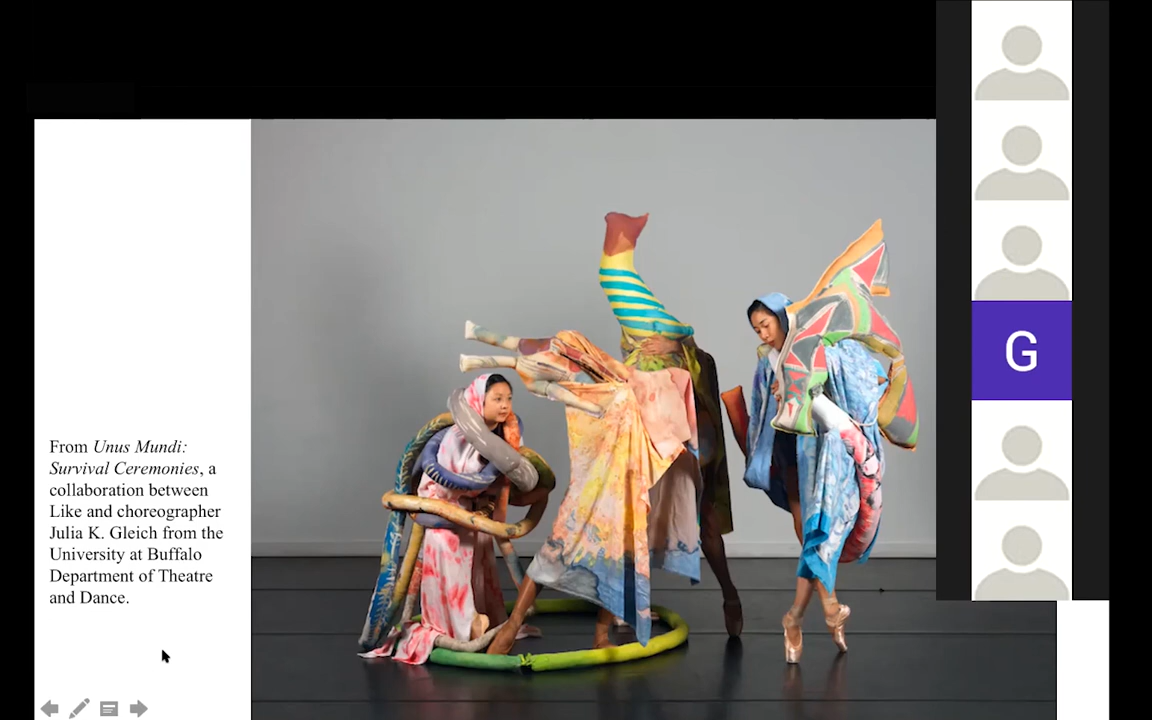 From Unus Mundi:
Survival Ceremonies, a
collaboration between
Like and choreographer
Julia K. Gleich from the
University at Buffalo
Department of Theatre
and Dance.
G